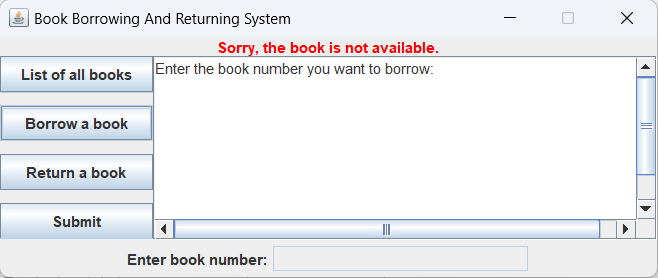 Book Borrowing And Returning System
Sorry, the book is not available.
List of all books
Enter the book number you want to borrow:
Borrow a book
Return a book
Submit
Enter book number: